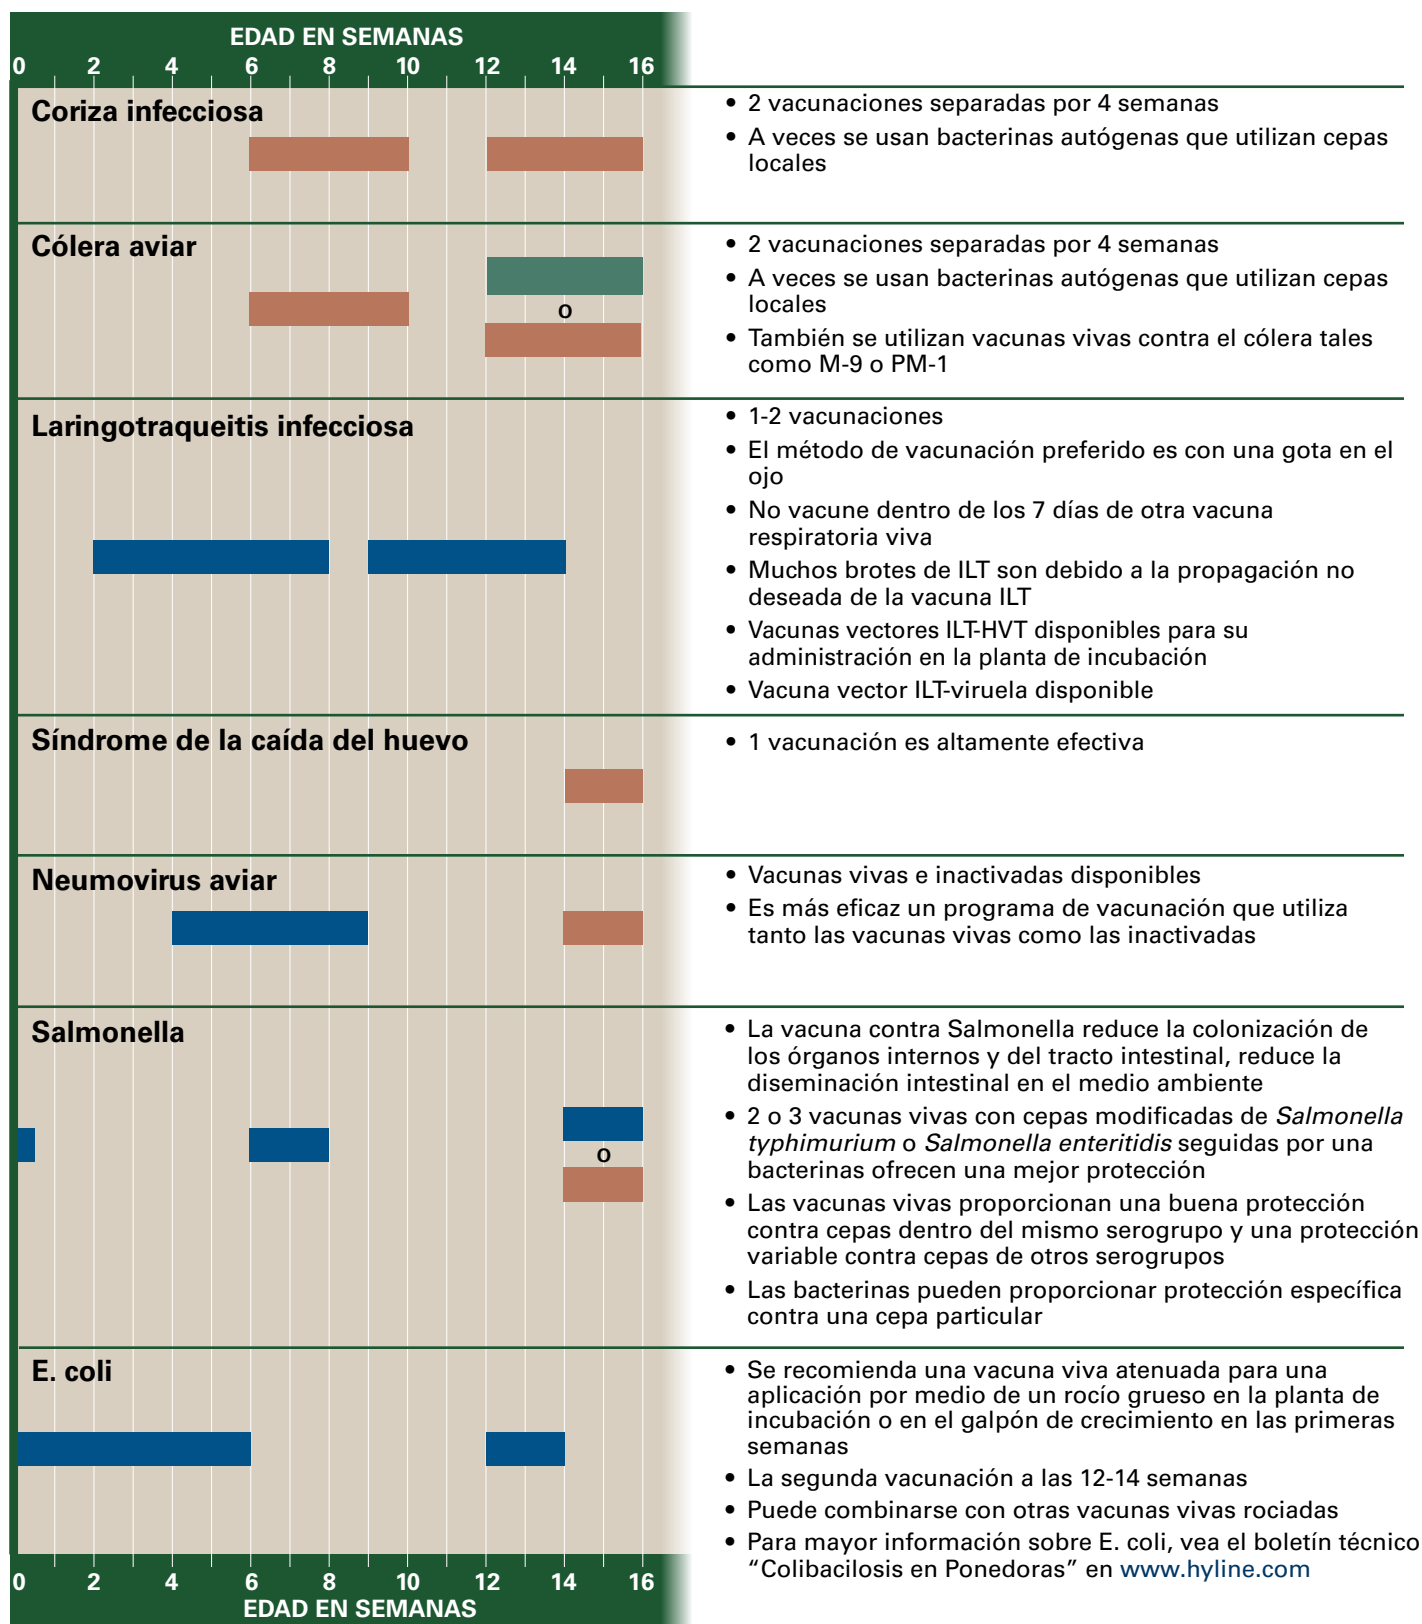 EDAD EN SEMANAS
0 2 4 6 8 10 12 14 16
Coriza infecciosa
• 2 vacunaciones separadas por 4 semanas
• A veces se usan bacterinas autógenas que utilizan cepas
locales
Cólera aviar
o
• 2 vacunaciones separadas por 4 semanas
• A veces se usan bacterinas autógenas que utilizan cepas
locales
• También se utilizan vacunas vivas contra el cólera tales
como M-9 o PM-1
Laringotraqueitis infecciosa
• 1-2 vacunaciones
• El método de vacunación preferido es con una gota en el
ojo
• No vacune dentro de los 7 días de otra vacuna
respiratoria viva
• Muchos brotes de ILT son debido a la propagación no
deseada de la vacuna ILT
• Vacunas vectores ILT-HVT disponibles para su
administración en la planta de incubación
• Vacuna vector ILT-viruela disponible
Síndrome de la caída del huevo
• 1 vacunación es altamente efectiva
Neumovirus aviar
• Vacunas vivas e inactivadas disponibles
• Es más eficaz un programa de vacunación que utiliza
tanto las vacunas vivas como las inactivadas
Salmonella
o
• La vacuna contra Salmonella reduce la colonización de
los órganos internos y del tracto intestinal, reduce la
diseminación intestinal en el medio ambiente
• 2 o 3 vacunas vivas con cepas modificadas de Salmonella
typhimurium o Salmonella enteritidis seguidas por una
bacterinas ofrecen una mejor protección
• Las vacunas vivas proporcionan una buena protección
contra cepas dentro del mismo serogrupo y una protección
variable contra cepas de otros serogrupos
• Las bacterinas pueden proporcionar protección específica
contra una cepa particular
E. coli
• Se recomienda una vacuna viva atenuada para una
aplicación por medio de un rocío grueso en la planta de
incubación o en el galpón de crecimiento en las primeras
semanas
• La segunda vacunación a las 12-14 semanas
• Puede combinarse con otras vacunas vivas rociadas
• Para mayor información sobre E. coli, vea el boletín técnico
“Colibacilosis en Ponedoras” en www.hyline.com
0 2 4 6 8 10 12 14 16
EDAD EN SEMANAS